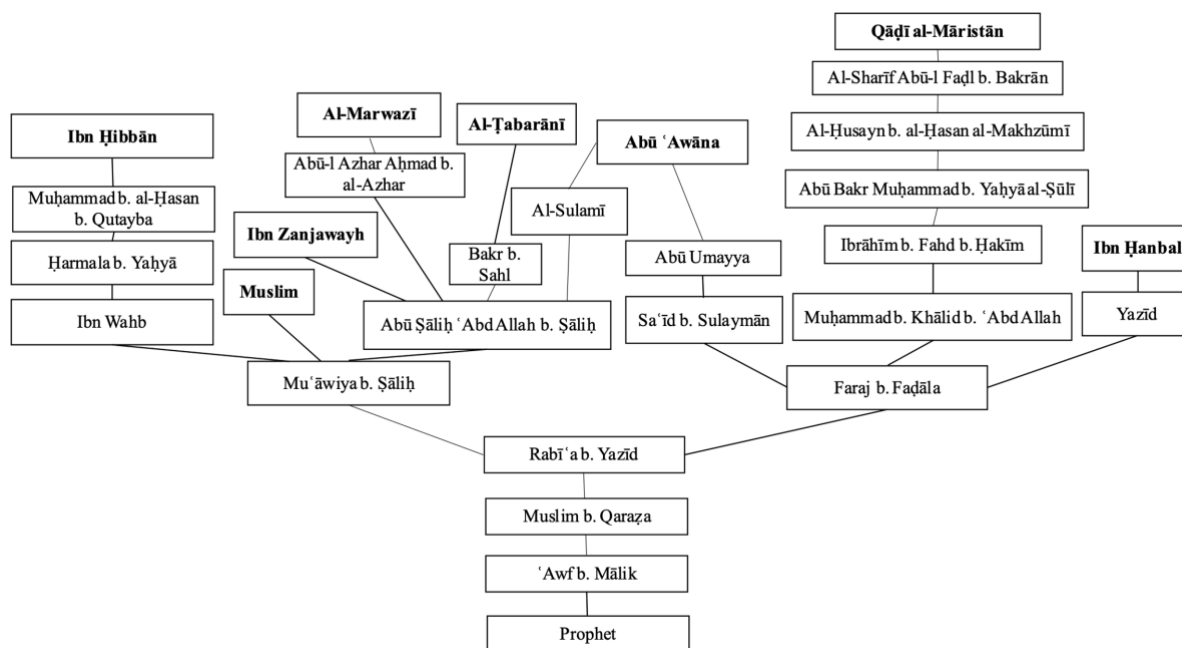 Qāḍī al-Māristān
Al-Sharīf Abū-l Faḍl b. Bakrān
Al-Marwazī
Al-Ṭabarānī
Al-Ḥusayn b. al-Ḥasan al-Makhzūmī
Ibn Ḥibbān
Abū ʿAwāna
Abū-l Azhar Aḥmad b.
al-Azhar
Muḥammad b. al-Ḥasan
b. Qutayba
Abū Bakr Muḥammad b. Yaḥyā al-Ṣūlī
Al-Sulamī
Ibn Zanjawayh
Ibrāhīm b. Fahd b. Ḥakīm
Ibn Ḥanbal
Ḥarmala b. Yaḥyā
Bakr b.
Sahl
Abū Umayya
Muslim
Ibn Wahb
Abū Ṣāliḥ ʿAbd Allah b. Ṣāliḥ
Saʿīd b. Sulaymān
Muḥammad b. Khālid b. ʿAbd Allah
Yazīd
Muʿāwiya b. Ṣāliḥ
Faraj b. Faḍāla
Rabīʿa b. Yazīd
Muslim b. Qaraẓa
ʿAwf b. Mālik
Prophet